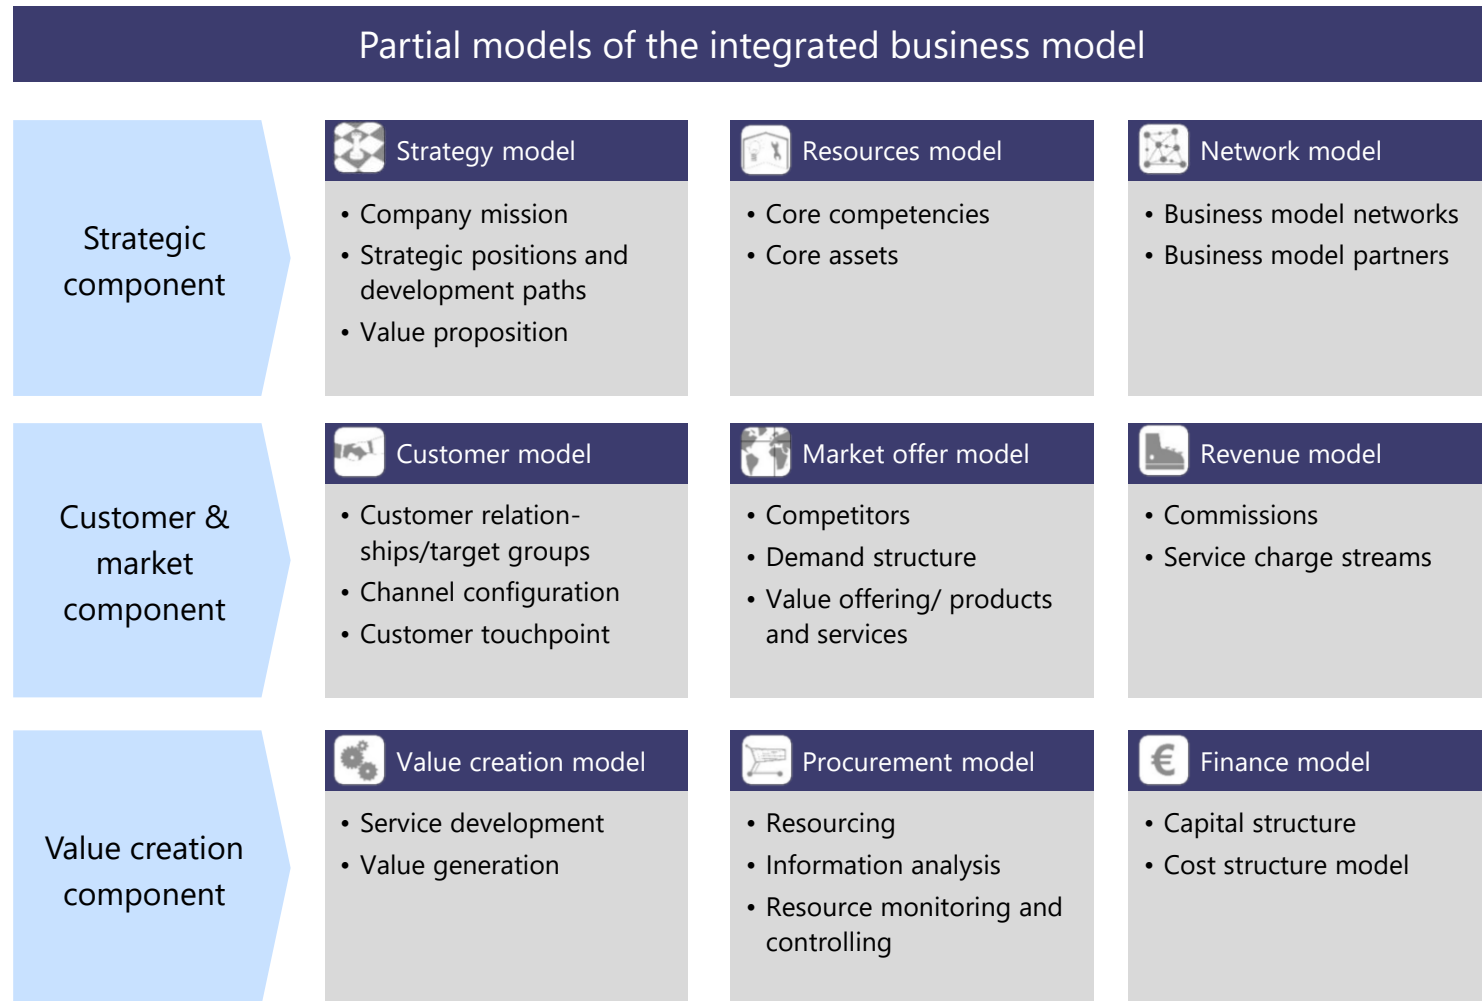 Partial models of the integrated business model
Strategic
component
Strategy model
• Company mission
• Strategic positions and
development paths
• Value proposition
Resources model
• Core competencies
• Core assets
Network model
• Business model networks
• Business model partners
Customer &
market
component
Customer model
• Customer relation-
ships/target groups
• Channel configuration
• Customer touchpoint
Market offer model
• Competitors
• Demand structure
• Value offering/ products
and services
Revenue model
• Commissions
• Service charge streams
Value creation
component
Value creation model
• Service development
• Value generation
Procurement model
• Resourcing
• Information analysis
• Resource monitoring and
controlling
€
Finance model
• Capital structure
• Cost structure model